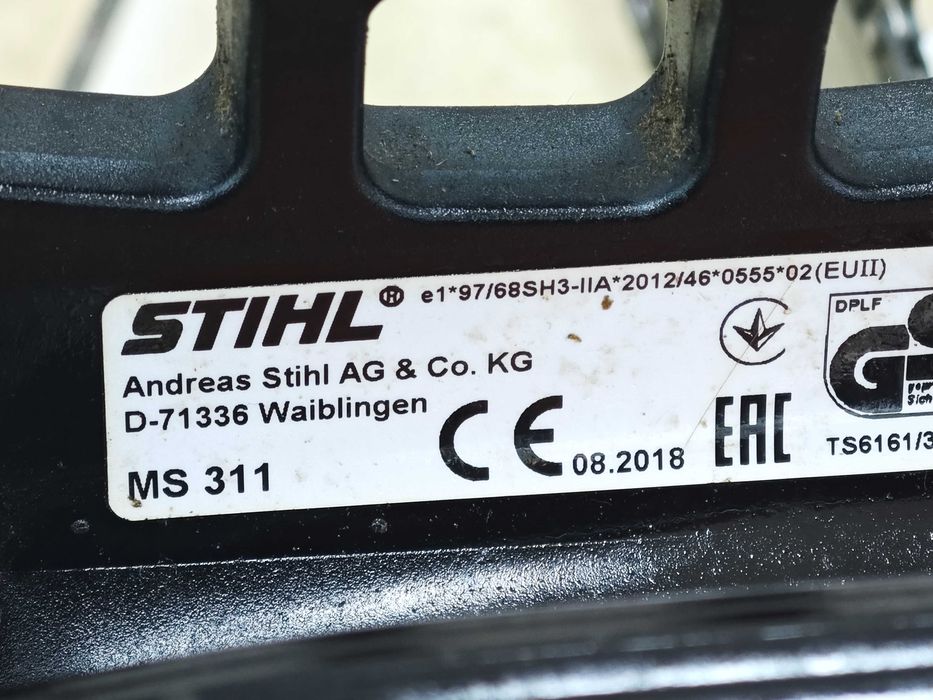 STIHL® e1*97/68SH3-IIA*2012/46*0555*02(EUII)
Andreas Stihl AG & Co. KG
D-71336 Waiblingen
MS 311
CE 08.2018
EAC
DPLF
GS
TS6161/3